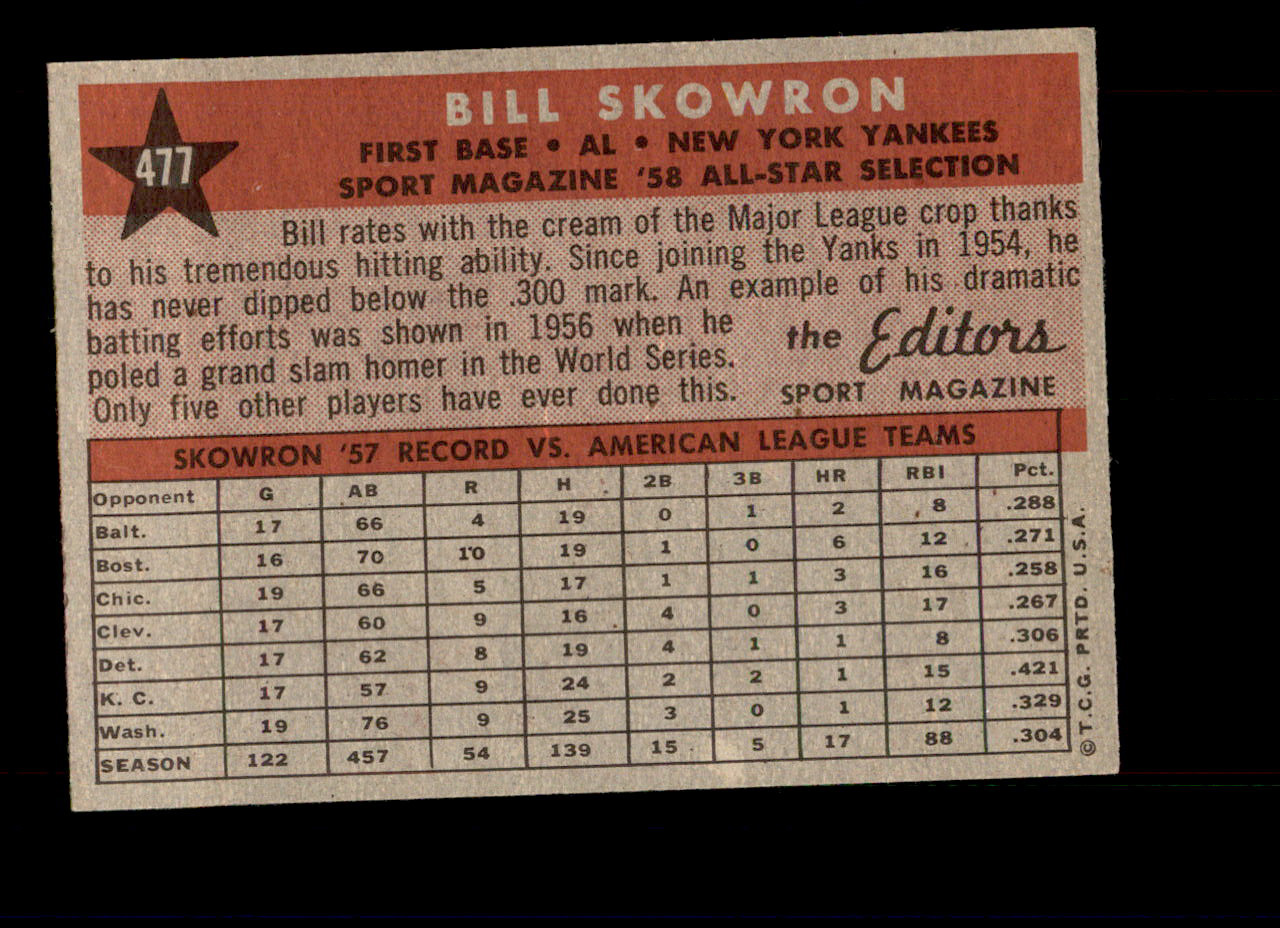 BILL SKOWRON
477
FIRST BASE • AL • NEW YORK YANKEES
SPORT MAGAZINE '58 ALL-STAR SELECTION
Bill rates with the cream of the Major League crop thanks
to his tremendous hitting ability. Since joining the Yanks in 1954, he
has never dipped below the .300 mark. An example of his dramatic
batting efforts was shown in 1956 when he
poled a grand slam homer in the World Series.
Only five other players have ever done this.
the Editors
SPORT MAGAZINE
SKOWRON '57 RECORD VS. AMERICAN LEAGUE TEAMS
Opponent G AB R H 2B 3B HR RBI Pct.
Balt. 17 66 4 19 0 1 2 8 .288
Bost. 16 70 10 19 1 0 6 12 .271
Chic. 19 66 5 17 1 1 3 16 .258
Clev. 17 60 9 16 4 0 3 17 .267
Det. 17 62 8 19 4 1 1 8 .306
K. C. 17 57 9 24 2 2 1 15 .421
Wash. 19 76 9 25 3 0 1 12 .329
SEASON 122 457 54 139 15 5 17 88 .304
© T.C.G. PRTD. U.S.A.